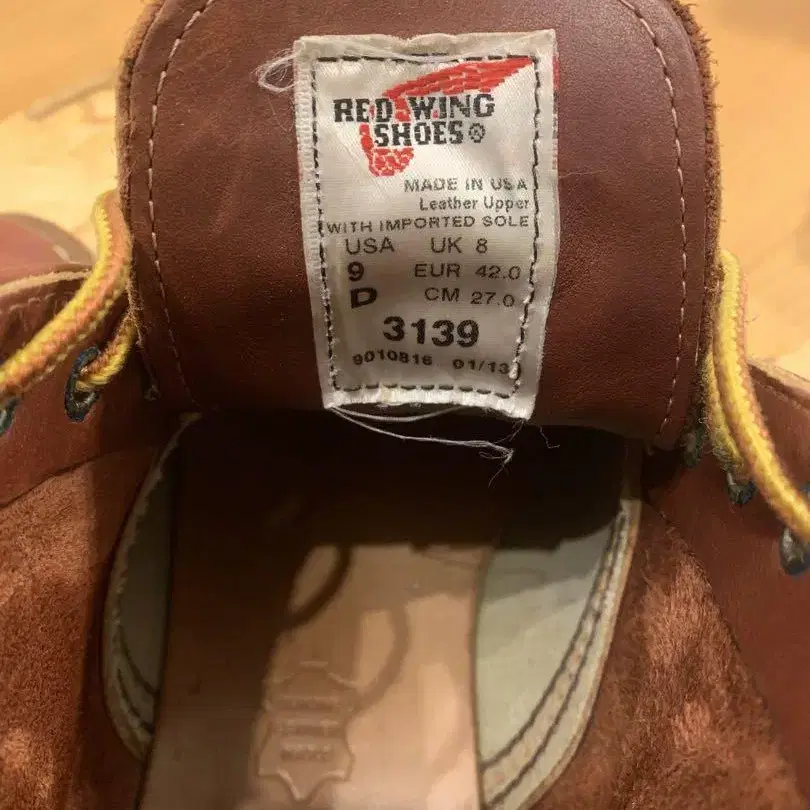 RED WING
SHOES®
MADE IN USA
Leather Upper
WITH IMPORTED SOLE
USA UK 8
9 EUR 42.0
D CM 27.0
3139
9010816 01/13